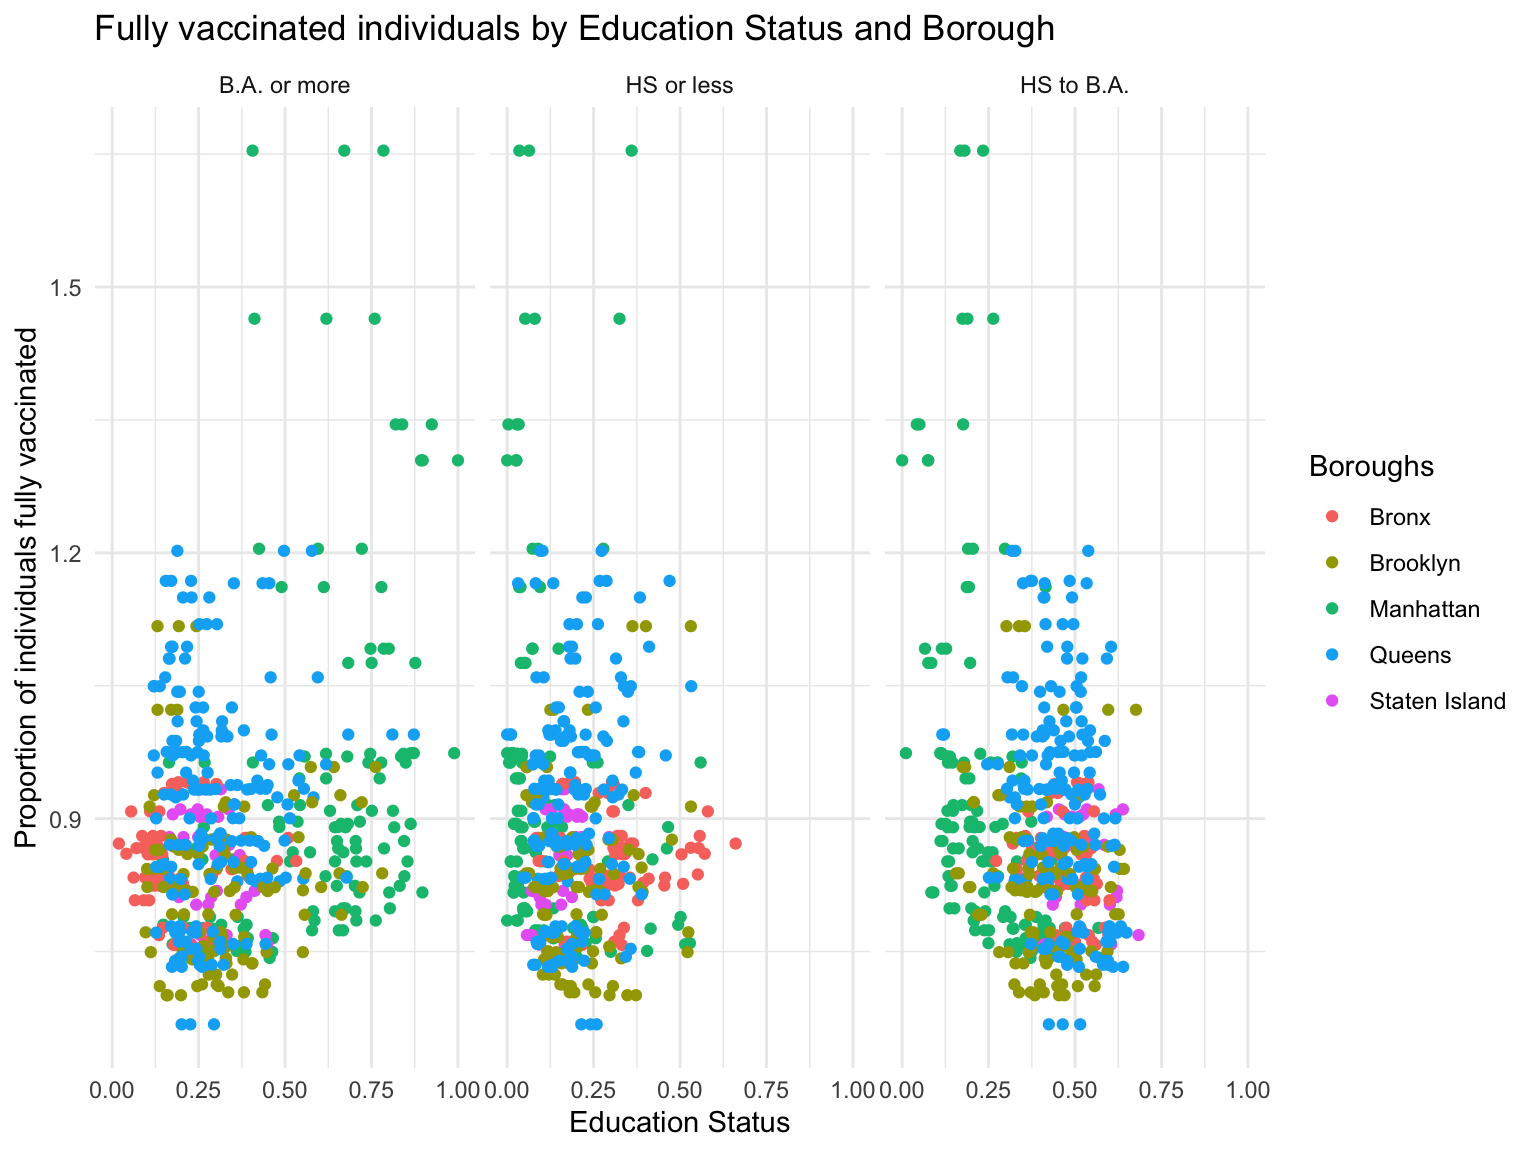 Fully vaccinated individuals by Education Status and Borough
B.A. or more
HS or less
HS to B.A.
Proportion of individuals fully vaccinated
1.5
1.2
0.9
0.00 0.25 0.50 0.75 1.00
0.00 0.25 0.50 0.75 1.00
0.00 0.25 0.50 0.75 1.00
Education Status
Boroughs
Bronx
Brooklyn
Manhattan
Queens
Staten Island